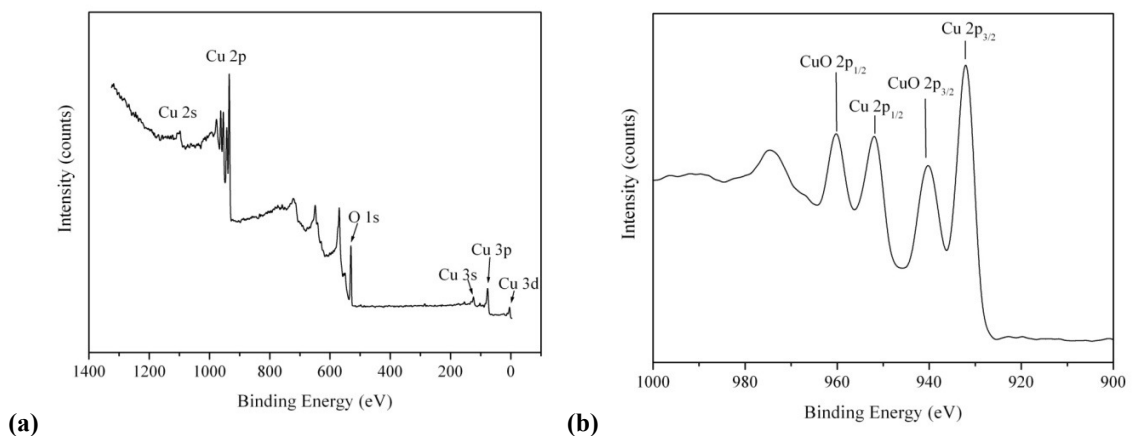 Intensity (counts)
Cu 2p
Cu 2s
O 1s
Cu 3s
Cu 3p
Cu 3d
1400 1200 1000 800 600 400 200 0
Binding Energy (eV)
(a)
Intensity (counts)
Cu 2p3/2
CuO 2p1/2
CuO 2p3/2
Cu 2p1/2
1000 980 960 940 920 900
Binding Energy (eV)
(b)